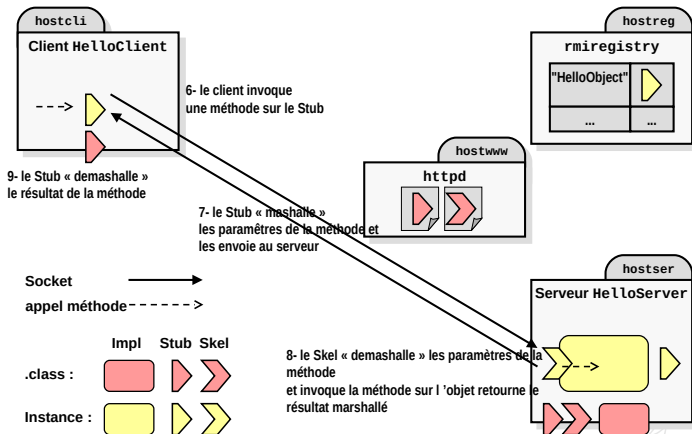 hostcli
Client HelloClient
hostreg
rmiregistry
"HelloObject"
...
...
6- le client invoque
une méthode sur le Stub
hostwww
httpd
9- le Stub « demashalle »
le résultat de la méthode
7- le Stub « mashalle »
les paramêtres de la méthode et
les envoie au serveur
hostser
Serveur HelloServer
Socket
appel méthode
8- le Skel « demashalle » les paramètres de la
méthode
et invoque la méthode sur l 'objet retourne le
résultat marshallé
Impl Stub Skel
.class :
Instance :